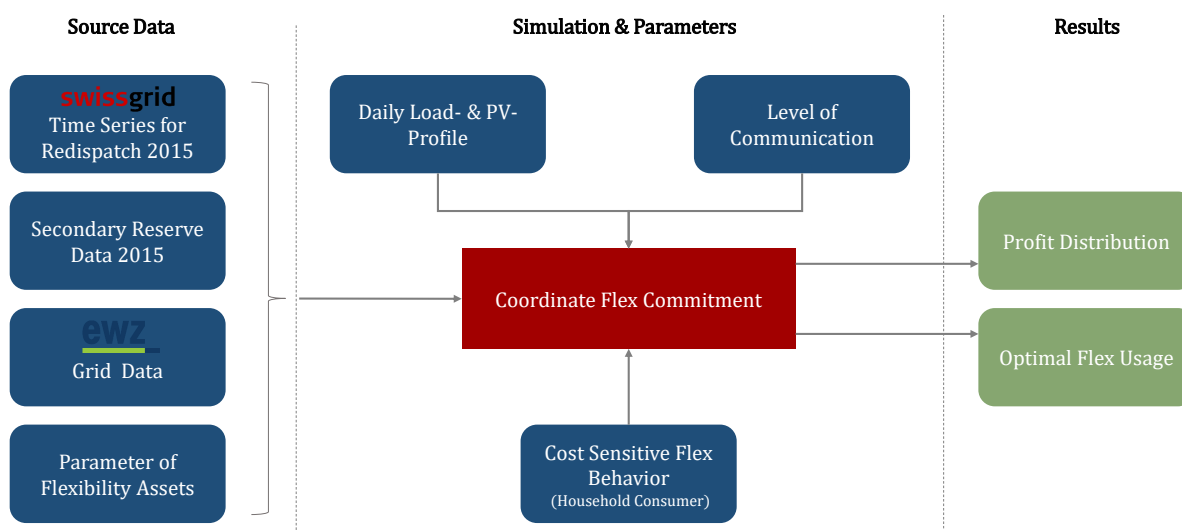 Source Data
Simulation & Parameters
Results
swissgrid
Time Series for
Redispatch 2015
Secondary Reserve
Data 2015
ewz
Grid Data
Parameter of
Flexibility Assets
Daily Load- & PV-
Profile
Level of
Communication
Coordinate Flex Commitment
Cost Sensitive Flex
Behavior
(Household Consumer)
Profit Distribution
Optimal Flex Usage